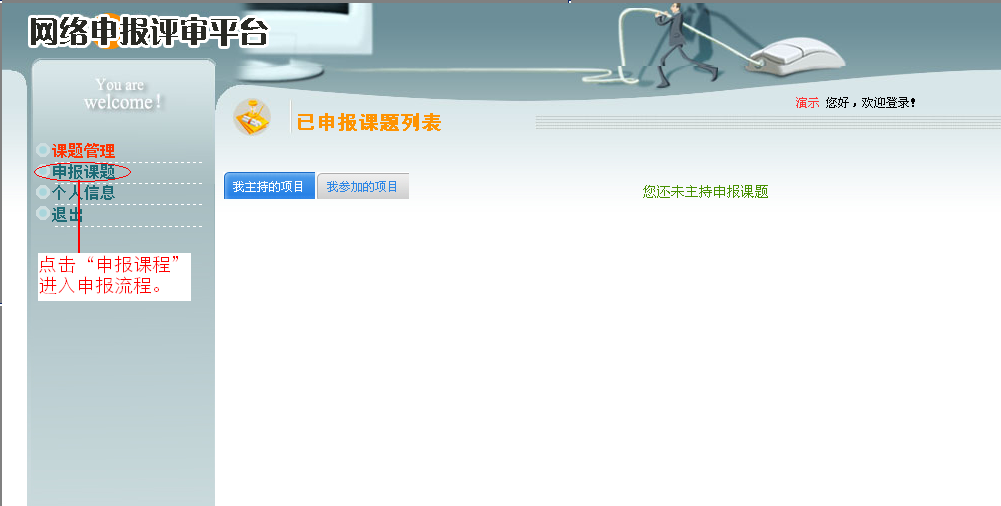 网络申报评审平台
You are
welcome!
课题管理
申报课题
个人信息
退出
点击“申报课程”
进入申报流程。
已申报课题列表
演示 您好，欢迎登录!
我主持的项目
我参加的项目
您还未主持申报课题